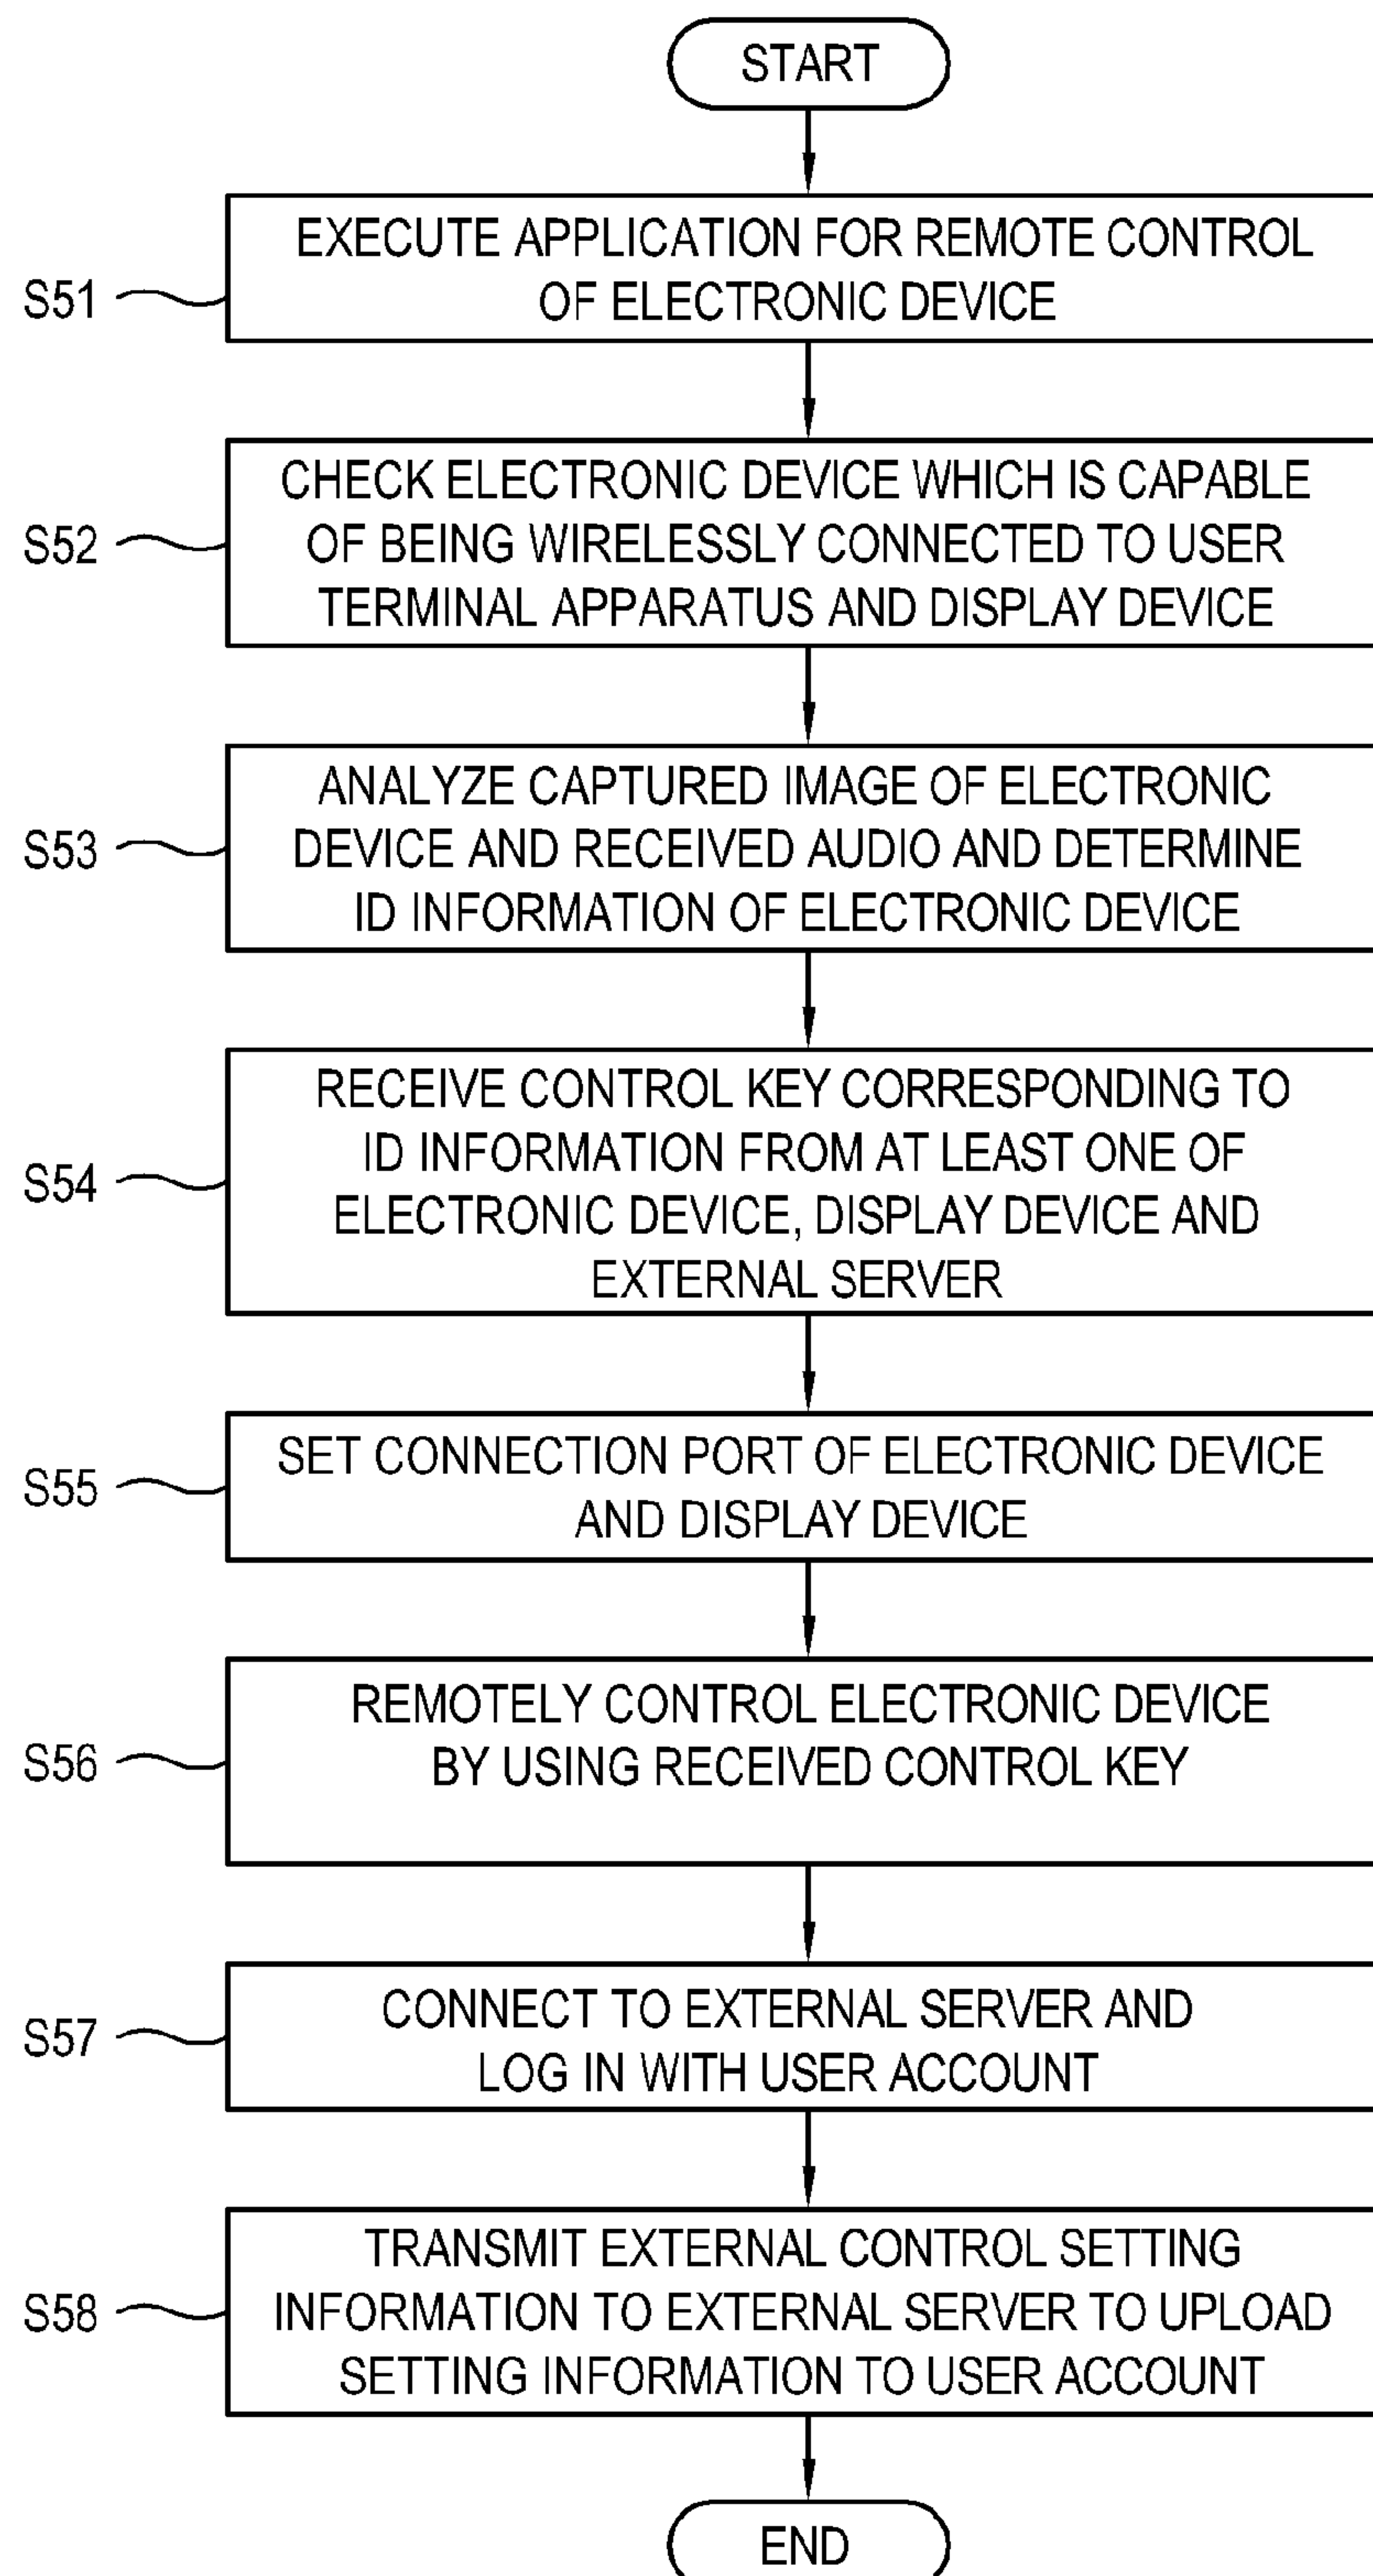 START
EXECUTE APPLICATION FOR REMOTE CONTROL
OF ELECTRONIC DEVICE
S51
CHECK ELECTRONIC DEVICE WHICH IS CAPABLE
OF BEING WIRELESSLY CONNECTED TO USER
TERMINAL APPARATUS AND DISPLAY DEVICE
S52
ANALYZE CAPTURED IMAGE OF ELECTRONIC
DEVICE AND RECEIVED AUDIO AND DETERMINE
ID INFORMATION OF ELECTRONIC DEVICE
S53
RECEIVE CONTROL KEY CORRESPONDING TO
ID INFORMATION FROM AT LEAST ONE OF
ELECTRONIC DEVICE, DISPLAY DEVICE AND
EXTERNAL SERVER
S54
SET CONNECTION PORT OF ELECTRONIC DEVICE
AND DISPLAY DEVICE
S55
REMOTELY CONTROL ELECTRONIC DEVICE
BY USING RECEIVED CONTROL KEY
S56
CONNECT TO EXTERNAL SERVER AND
LOG IN WITH USER ACCOUNT
S57
TRANSMIT EXTERNAL CONTROL SETTING
INFORMATION TO EXTERNAL SERVER TO UPLOAD
SETTING INFORMATION TO USER ACCOUNT
S58
END